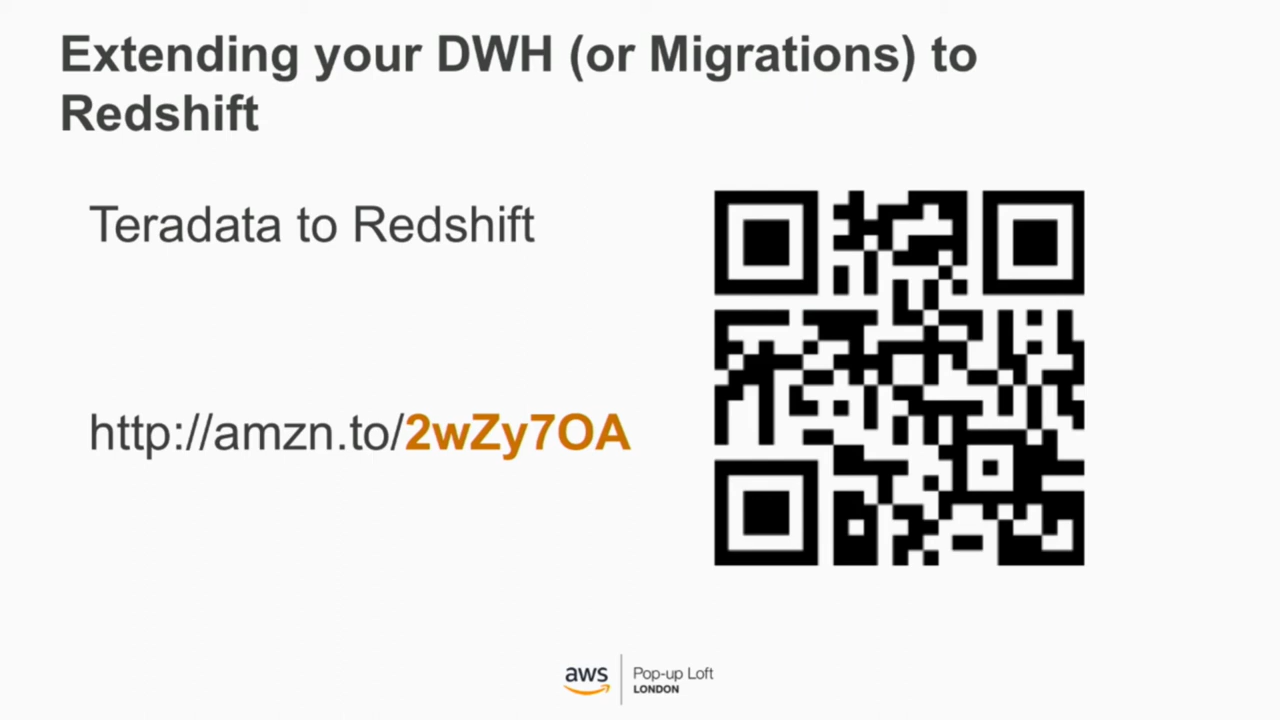 Extending your DWH (or Migrations) to
Redshift
Teradata to Redshift
http://amzn.to/2wZy7OA
aws
Pop-up Loft
LONDON